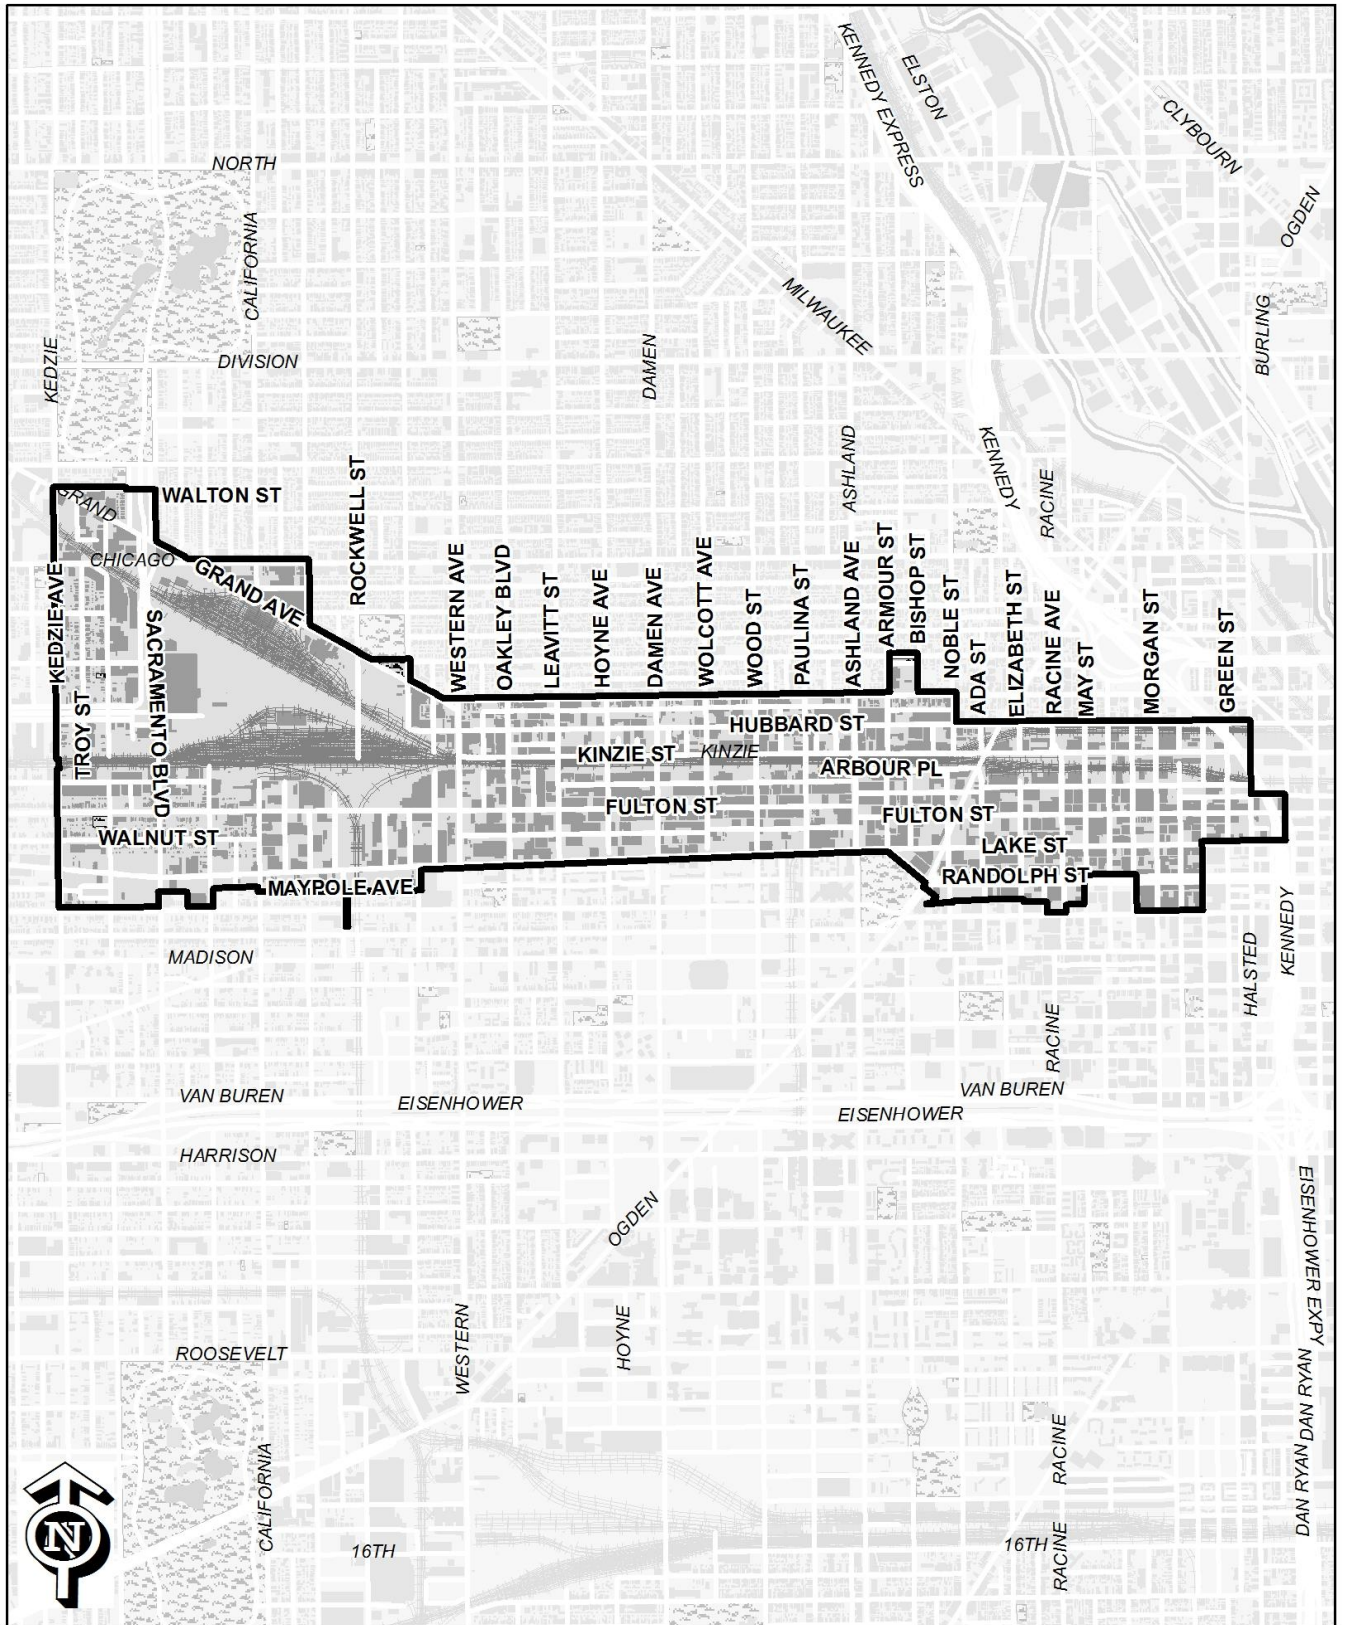 KENNEDY EXPRESS
ELSTON
CLYBOURN
NORTH
OGDEN
CALIFORNIA
MILWAUKEE
BURLING
KEDZIE
DIVISION
DAMEN
ASHLAND
KENNEDY
RACINE
WALTON ST
GRAND
ROCKWELL ST
CHICAGO
GRAND AVE
KEDZIE AVE
SACRAMENTO BLVD
TROY ST
WESTERN AVE
OAKLEY BLVD
LEAVITT ST
HOYNE AVE
DAMEN AVE
WOLCOTT AVE
WOOD ST
PAULINA ST
ASHLAND AVE
ARMOUR ST
BISHOP ST
NOBLE ST
ADA ST
ELIZABETH ST
RACINE AVE
MAY ST
MORGAN ST
GREEN ST
HUBBARD ST
KINZIE ST
KINZIE
ARBOUR PL
FULTON ST
FULTON ST
WALNUT ST
LAKE ST
RANDOLPH ST
MAYPOLE AVE
MADISON
HALSTED
KENNEDY
RACINE
VAN BUREN
EISENHOWER
VAN BUREN
EISENHOWER
HARRISON
OGDEN
EISENHOWER EXPY
WESTERN
HOYNE
ROOSEVELT
DAN RYAN
CALIFORNIA
RACINE
DAN RYAN
N
16TH
16TH
RACINE